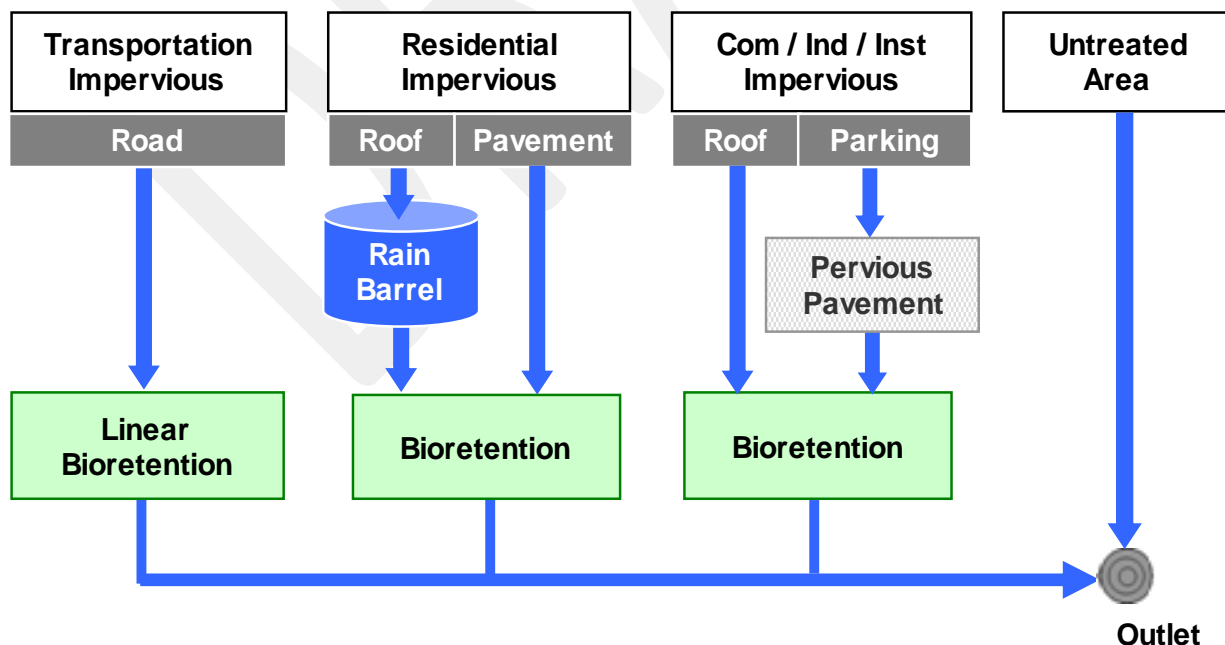 Transportation
Impervious
Residential
Impervious
Com / Ind / Inst
Impervious
Untreated
Area
Road
Roof
Pavement
Roof
Parking
Rain
Barrel
Pervious
Pavement
Linear
Bioretention
Bioretention
Bioretention
Outlet